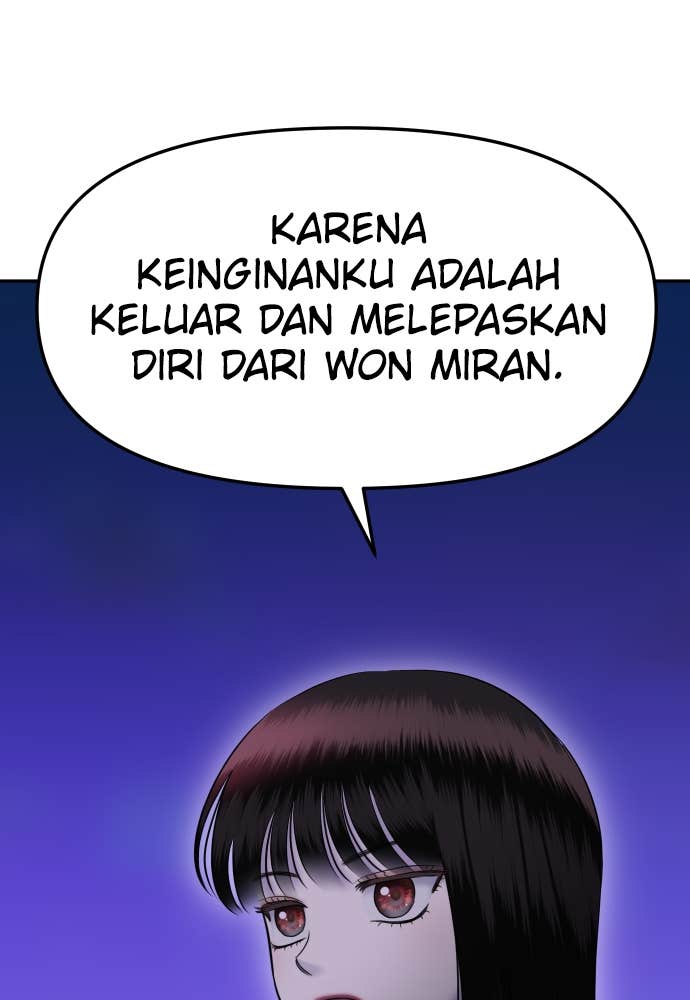 KARENA
KEINGINANKU ADALAH
KELUAR DAN MELEPASKAN
DIRI DARI WON MIRAN.